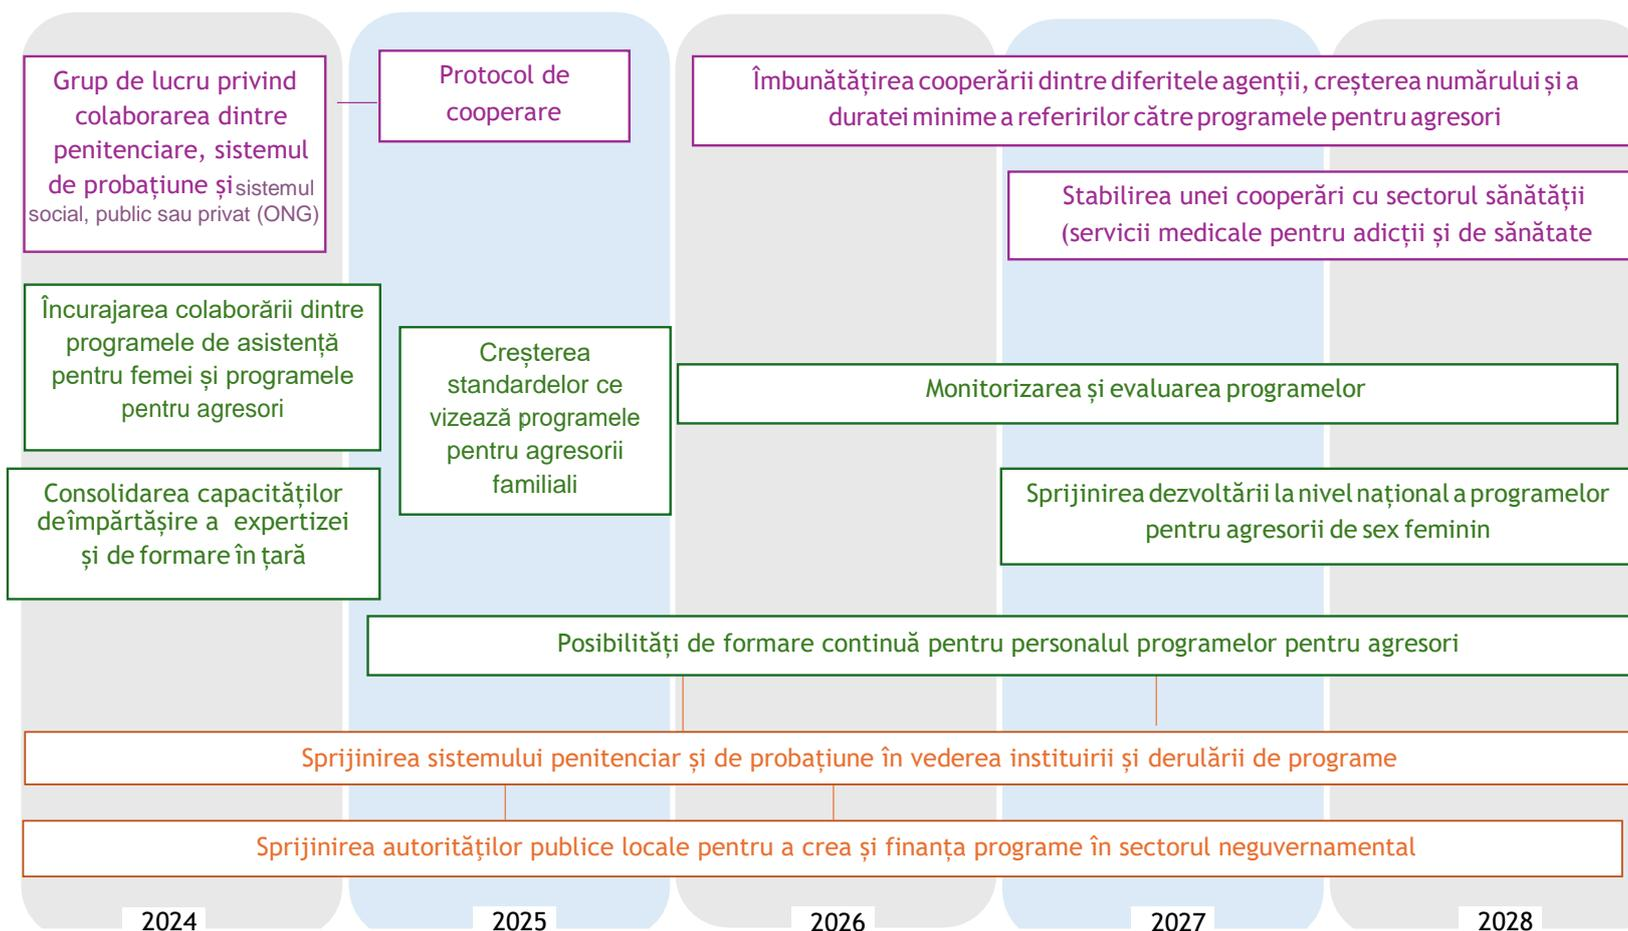 Grup de lucru privind
colaborarea dintre
penitenciare, sistemul
de probațiune și sistemul
social, public sau privat (ONG)
Protocol de
cooperare
Îmbunătățirea cooperării dintre diferitele agenții, creșterea numărului și a
duratei minime a referirilor către programele pentru agresori
Stabilirea unei cooperări cu sectorul sănătății
(servicii medicale pentru adicții și de sănătate
Încurajarea colaborării dintre
programele de asistență
pentru femei și programele
pentru agresori
Creșterea
standardelor ce
vizează programele
pentru agresorii
familiali
Monitorizarea și evaluarea programelor
Consolidarea capacităților
deîmpărtășire a expertizei
și de formare în țară
Sprijinirea dezvoltării la nivel național a programelor
pentru agresorii de sex feminin
Posibilități de formare continuă pentru personalul programelor pentru agresori
Sprijinirea sistemului penitenciar și de probațiune în vederea instituirii și derulării de programe
Sprijinirea autorităţilor publice locale pentru a crea și finanța programe în sectorul neguvernamental
2024
2025
2026
2027
2028